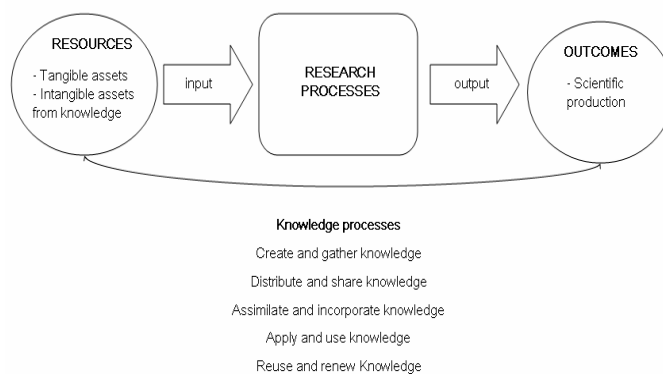 RESOURCES
- Tangible assets
- Intangible assets
from knowledge
input
RESEARCH
PROCESSES
output
OUTCOMES
- Scientific
production
Knowledge processes
Create and gather knowledge
Distribute and share knowledge
Assimilate and incorporate knowledge
Apply and use knowledge
Reuse and renew Knowledge